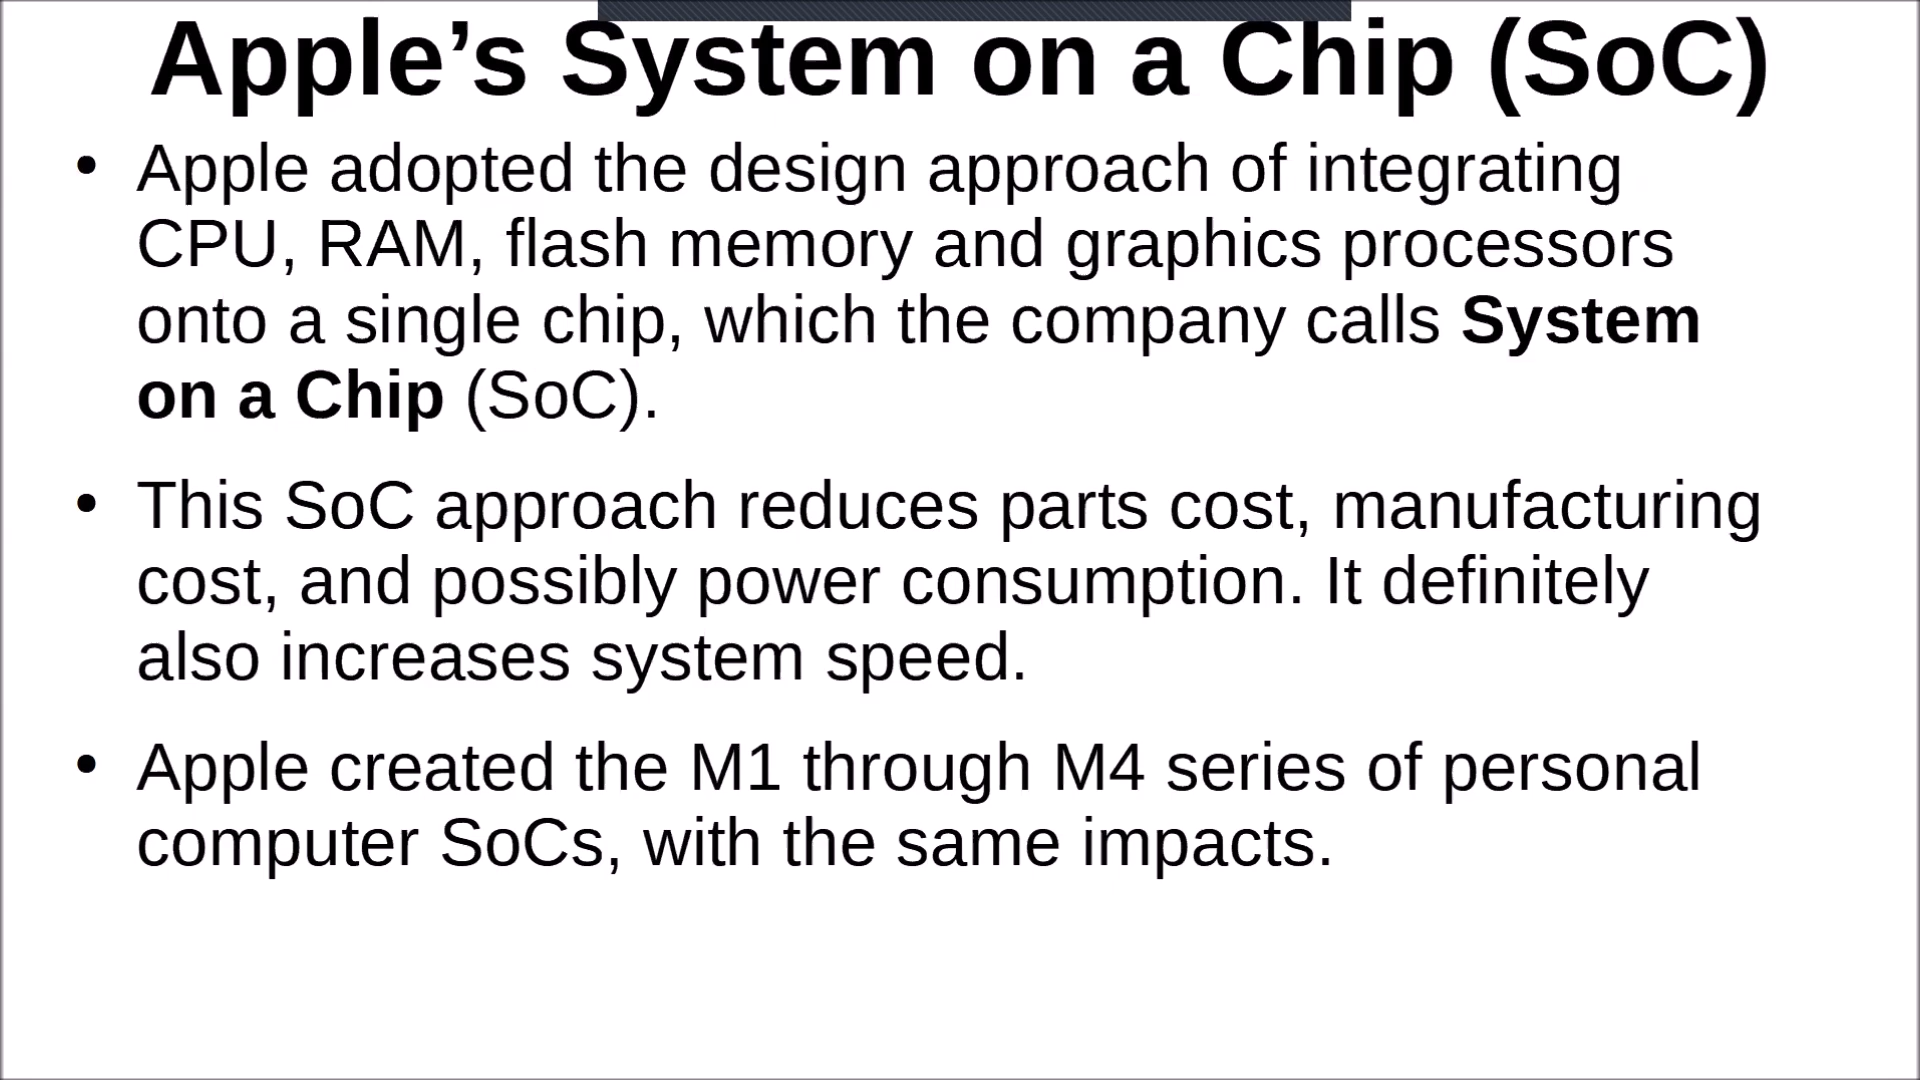 Apple’s System on a Chip (SoC)
• Apple adopted the design approach of integrating
CPU, RAM, flash memory and graphics processors
onto a single chip, which the company calls System
on a Chip (SoC).
• This SoC approach reduces parts cost, manufacturing
cost, and possibly power consumption. It definitely
also increases system speed.
• Apple created the M1 through M4 series of personal
computer SoCs, with the same impacts.